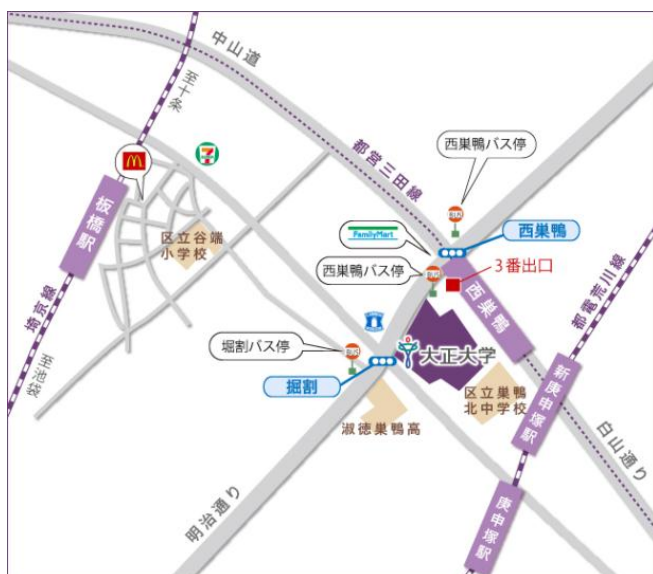 中山道
至十条
都営三田線
西巣鴨バス停
板橋駅
区立谷端
小学校
FamilyMart
西巣鴨
西巣鴨バス停
3番出口
西巣鴨
都電荒川線
埼京線
至池袋
堀割バス停
堀割
大正大学
区立巣鴨
北中学校
新庚申塚駅
淑徳巣鴨高
白山通り
明治通り
庚申塚駅